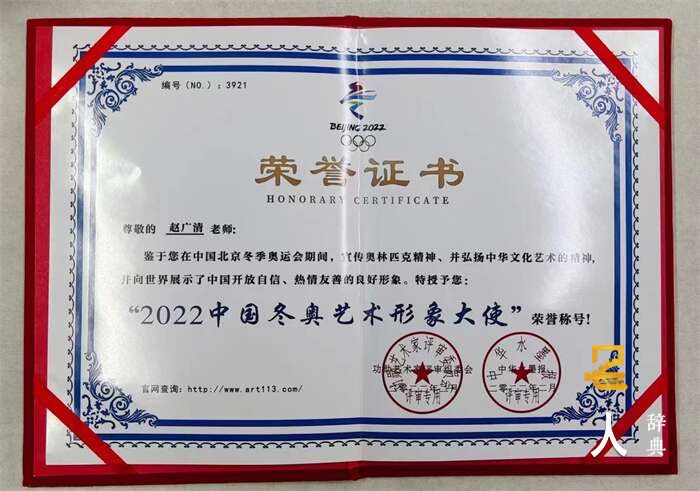 编号（NO.）：3921
BEIJING 2022
荣誉证书
HONORARY CERTIFICATE
尊敬的 赵广清 老师：
鉴于您在中国北京冬季奥运会期间，宣传奥林匹克精神、并弘扬中华文化艺术的精神，
并向世界展示了中国开放自信、热情友善的良好形象。特授予您：
“2022中国冬奥艺术形象大使”荣誉称号！
评审专用
评审专用
官网查询：http://www.art113.com
人
辞典